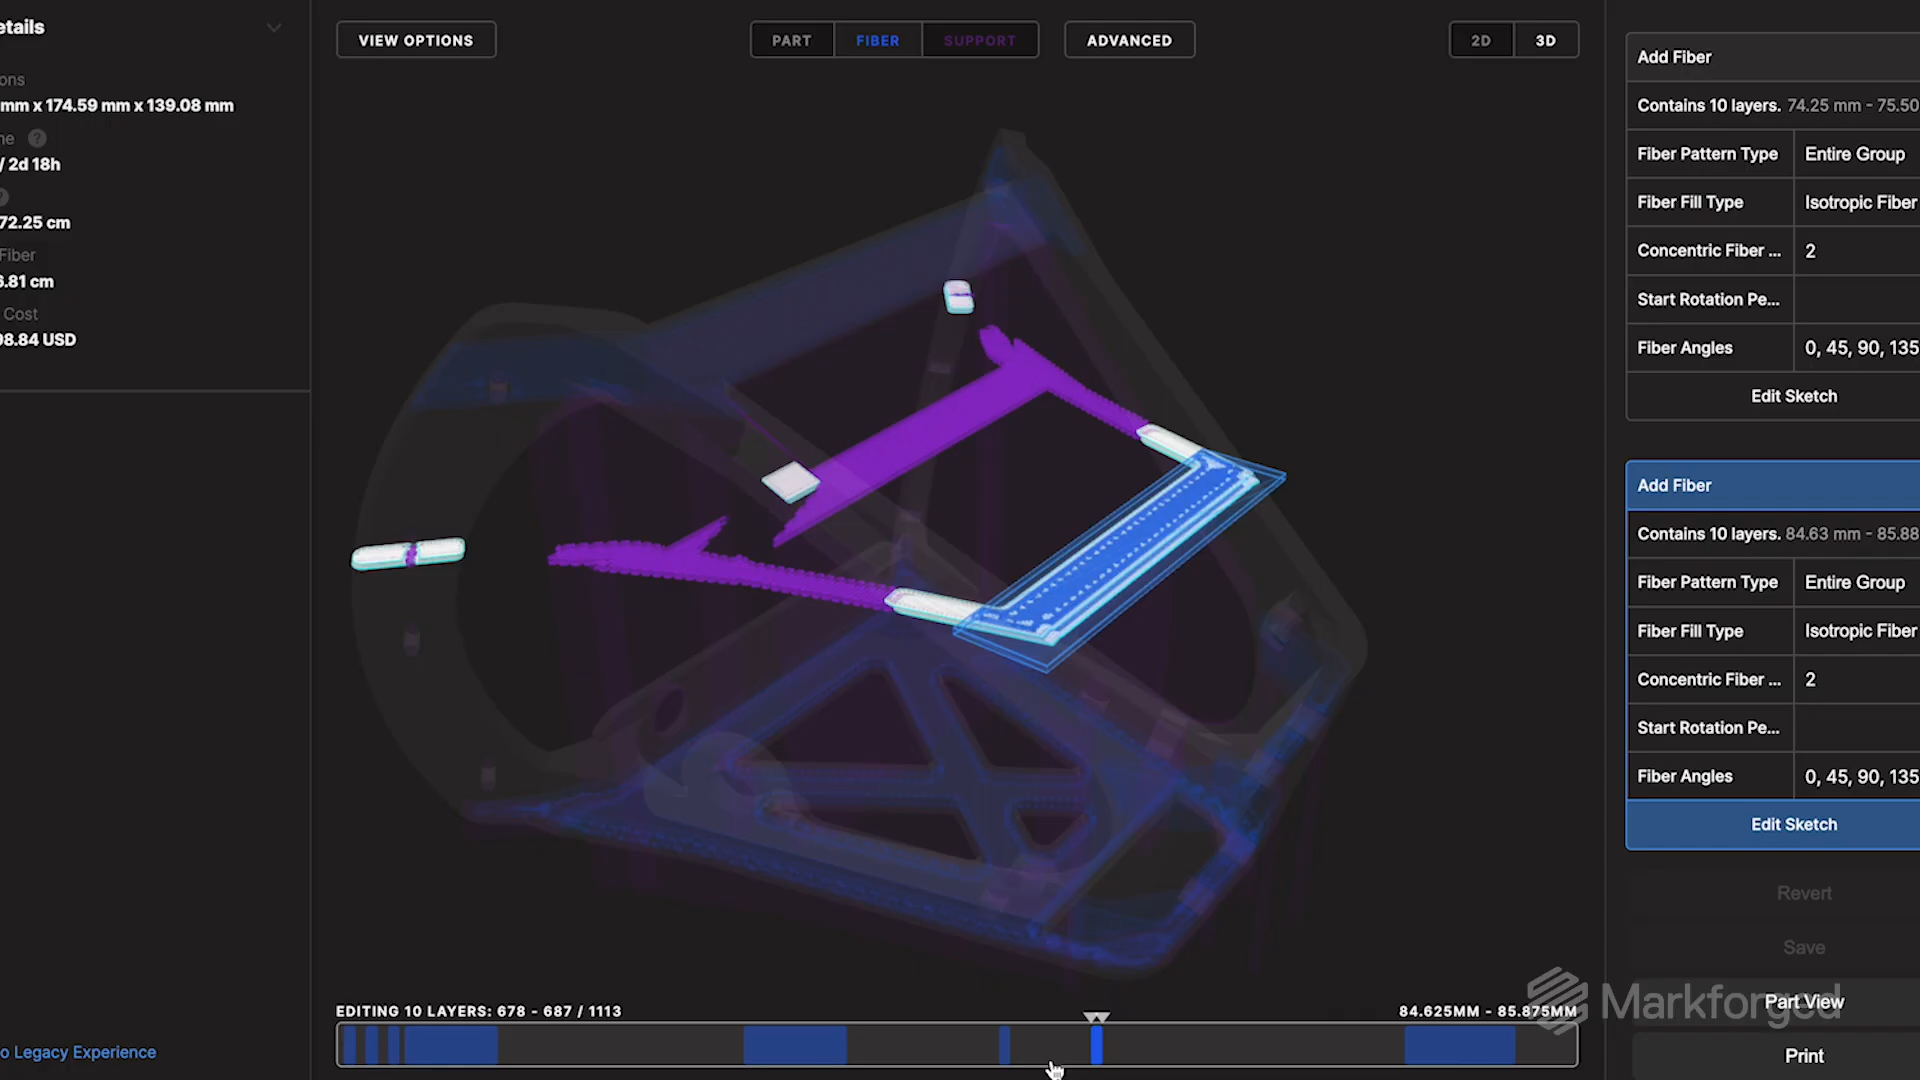 etails
ons
mm x 174.59 mm x 139.08 mm
me ?
/ 2d 18h
?
72.25 cm
Fiber
6.81 cm
Cost
98.84 USD
o Legacy Experience
VIEW OPTIONS
PART FIBER SUPPORT
ADVANCED
2D 3D
EDITING 10 LAYERS: 678 - 687 / 1113
84.625MM - 85.875MM
Add Fiber
Contains 10 layers. 74.25 mm - 75.50
Fiber Pattern Type Entire Group
Fiber Fill Type Isotropic Fiber
Concentric Fiber ... 2
Start Rotation Pe...
Fiber Angles 0, 45, 90, 135
Edit Sketch
Add Fiber
Contains 10 layers. 84.63 mm - 85.88
Fiber Pattern Type Entire Group
Fiber Fill Type Isotropic Fiber
Concentric Fiber ... 2
Start Rotation Pe...
Fiber Angles 0, 45, 90, 135
Edit Sketch
Revert
Save
Markforged
Part View
Print